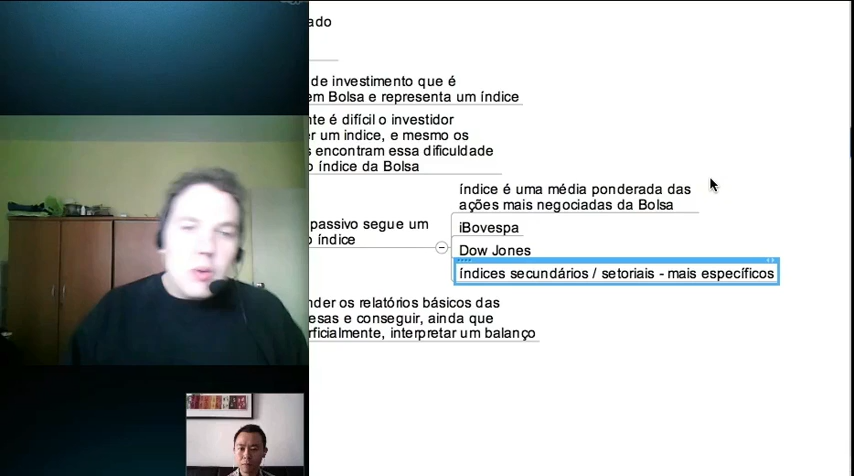 ado
de investimento que é
em Bolsa e representa um índice
nte é difícil o investidor
er um indice, e mesmo os
s encontram essa dificuldade
o índice da Bolsa
índice é uma média ponderada das
ações mais negociadas da Bolsa
passivo segue um
o índice
iBovespa
Dow Jones
índices secundários / setoriais - mais específicos
nder os relatórios básicos das
esas e conseguir, ainda que
rficialmente, interpretar um balanço